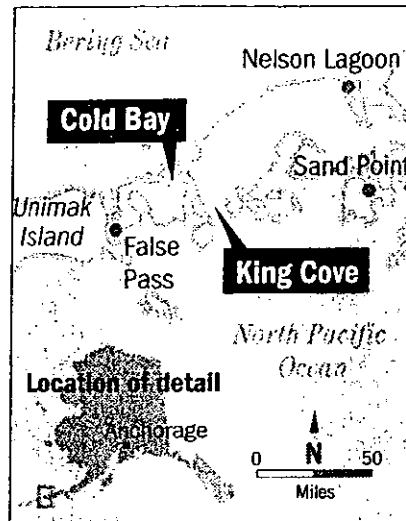 Bering Sea
Nelson Lagoon
Cold Bay
Sand Point
Unimak
Island
False
Pass
King Cove
North Pacific
Ocean
Location of detail
Anchorage
N
0 50
Miles